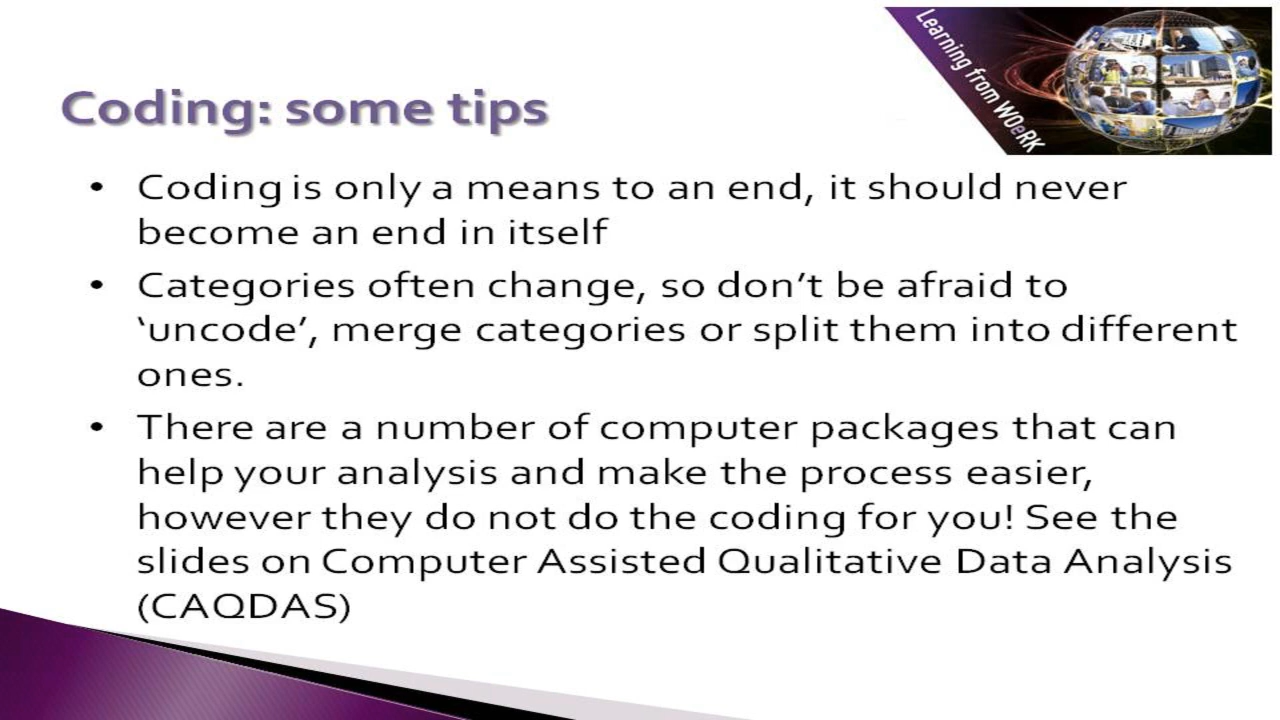 Learning from WOeRK
Coding: some tips
• Coding is only a means to an end, it should never
become an end in itself
• Categories often change, so don’t be afraid to
‘uncode’, merge categories or split them into different
ones.
• There are a number of computer packages that can
help your analysis and make the process easier,
however they do not do the coding for you! See the
slides on Computer Assisted Qualitative Data Analysis
(CAQDAS)